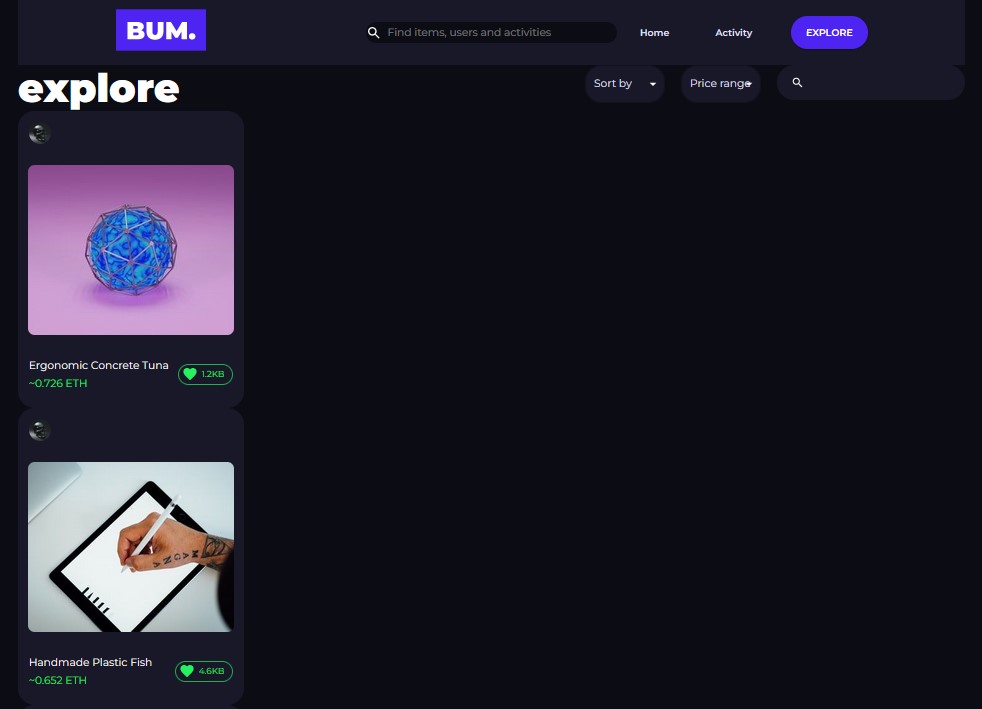 BUM.
Find items, users and activities
Home
Activity
EXPLORE
explore
Sort by
Price range
Ergonomic Concrete Tuna
~0.726 ETH
1.2KB
MAGNA
Handmade Plastic Fish
~0.652 ETH
4.6KB